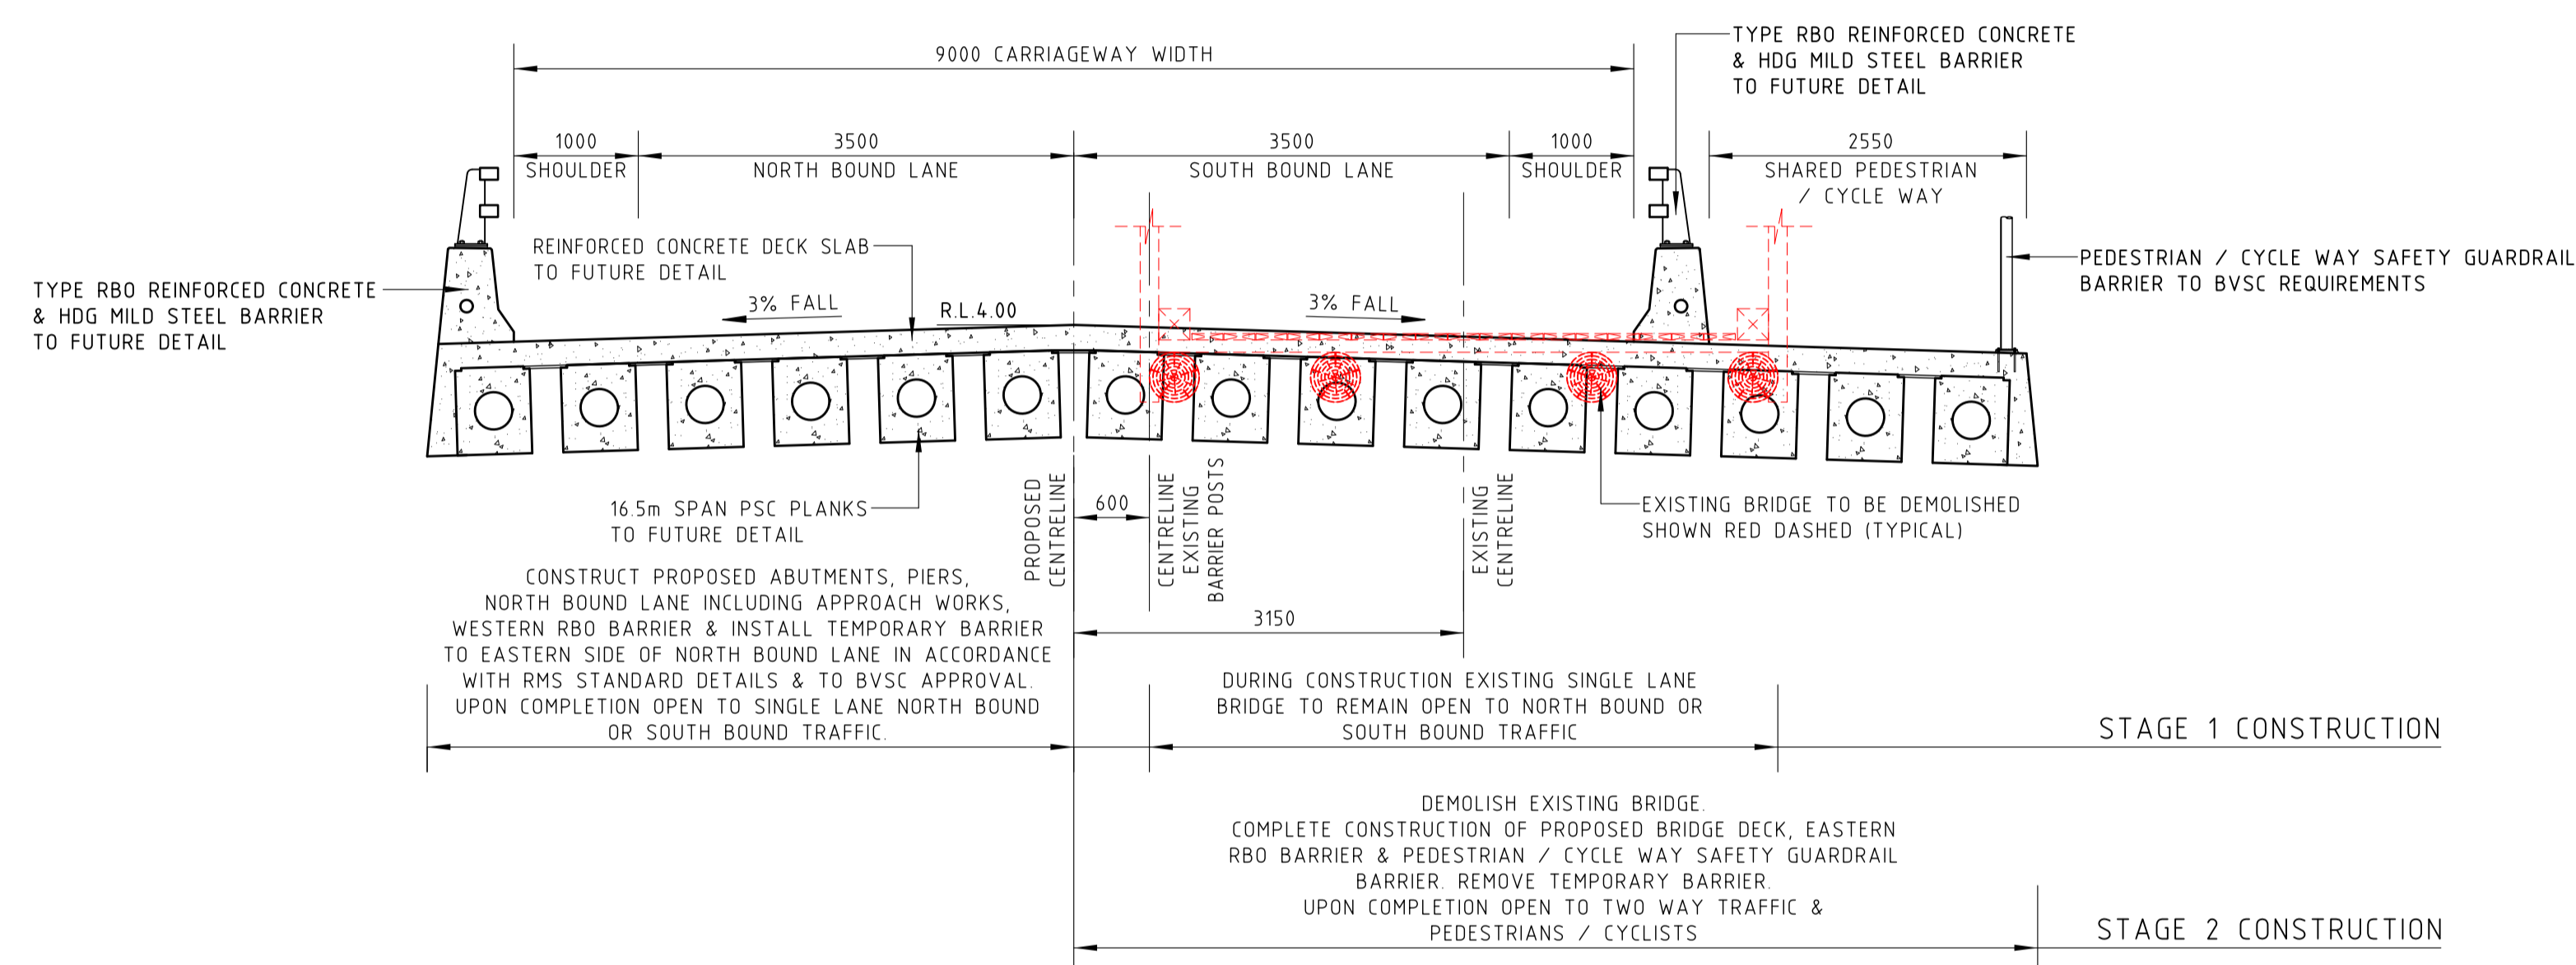 9000 CARRIAGEWAY WIDTH
TYPE RBO REINFORCED CONCRETE
& HDG MILD STEEL BARRIER
TO FUTURE DETAIL
1000
SHOULDER
3500
NORTH BOUND LANE
3500
SOUTH BOUND LANE
1000
SHOULDER
2550
SHARED PEDESTRIAN
/ CYCLE WAY
REINFORCED CONCRETE DECK SLAB
TO FUTURE DETAIL
TYPE RBO REINFORCED CONCRETE
& HDG MILD STEEL BARRIER
TO FUTURE DETAIL
3% FALL
R.L.4.00
3% FALL
PEDESTRIAN / CYCLE WAY SAFETY GUARDRAIL
BARRIER TO BVSC REQUIREMENTS
16.5m SPAN PSC PLANKS
TO FUTURE DETAIL
PROPOSED
CENTRELINE
600
CENTRELINE
EXISTING
BARRIER POSTS
EXISTING
CENTRELINE
EXISTING BRIDGE TO BE DEMOLISHED
SHOWN RED DASHED (TYPICAL)
3150
CONSTRUCT PROPOSED ABUTMENTS, PIERS,
NORTH BOUND LANE INCLUDING APPROACH WORKS,
WESTERN RBO BARRIER & INSTALL TEMPORARY BARRIER
TO EASTERN SIDE OF NORTH BOUND LANE IN ACCORDANCE
WITH RMS STANDARD DETAILS & TO BVSC APPROVAL.
UPON COMPLETION OPEN TO SINGLE LANE NORTH BOUND
OR SOUTH BOUND TRAFFIC.
DURING CONSTRUCTION EXISTING SINGLE LANE
BRIDGE TO REMAIN OPEN TO NORTH BOUND OR
SOUTH BOUND TRAFFIC
STAGE 1 CONSTRUCTION
DEMOLISH EXISTING BRIDGE.
COMPLETE CONSTRUCTION OF PROPOSED BRIDGE DECK, EASTERN
RBO BARRIER & PEDESTRIAN / CYCLE WAY SAFETY GUARDRAIL
BARRIER. REMOVE TEMPORARY BARRIER.
UPON COMPLETION OPEN TO TWO WAY TRAFFIC &
PEDESTRIANS / CYCLISTS
STAGE 2 CONSTRUCTION